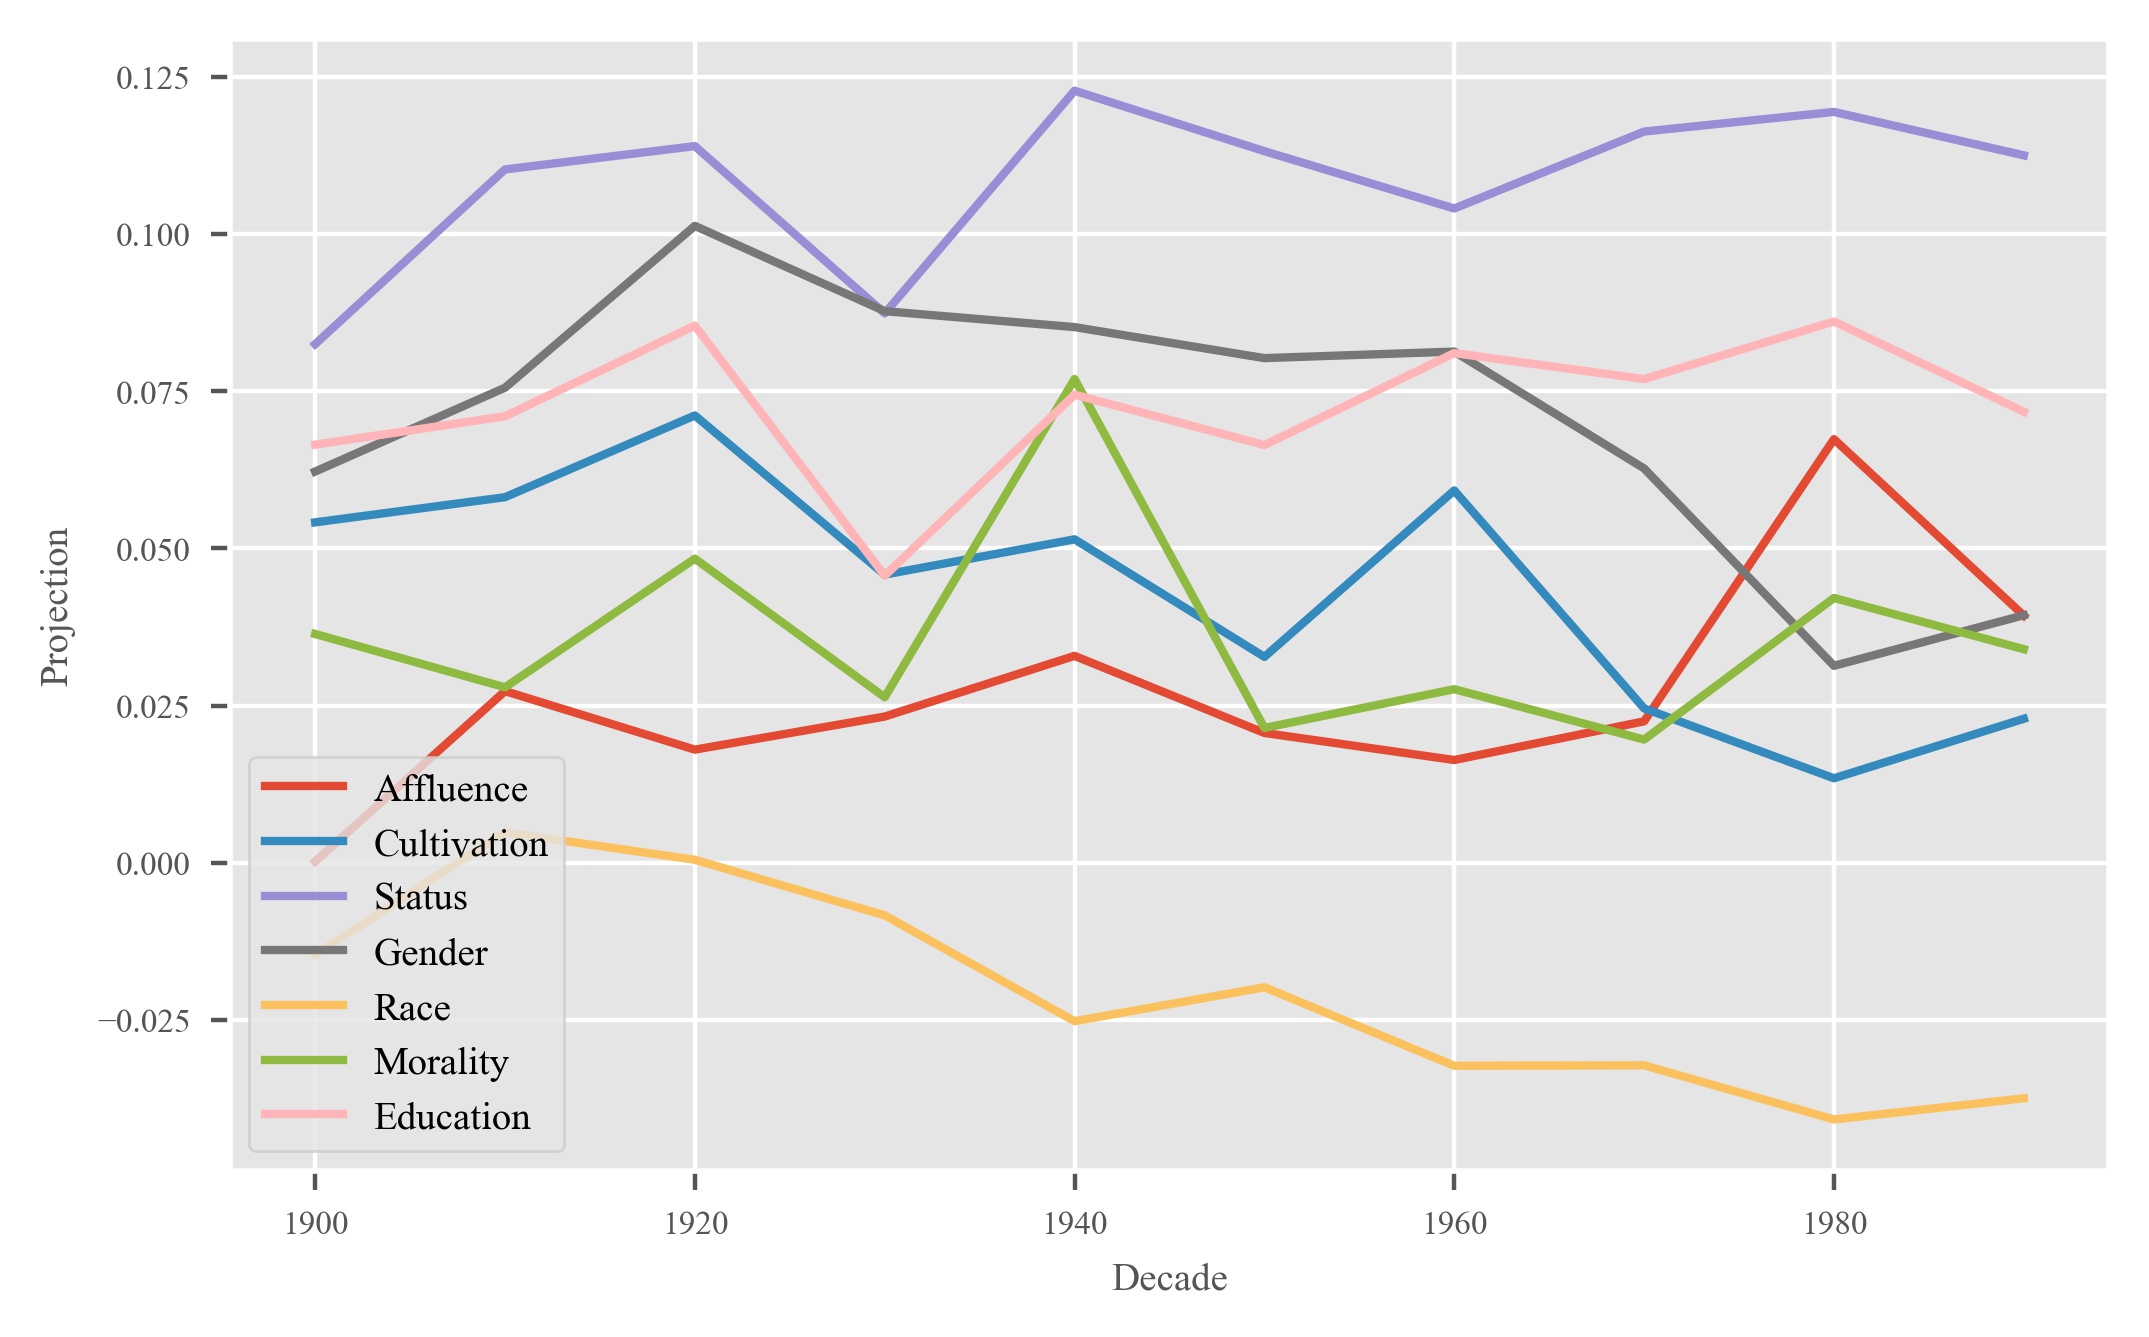 0.125
0.100
0.075
0.050
0.025
0.000
−0.025
Projection
Affluence
Cultivation
Status
Gender
Race
Morality
Education
1900 1920 1940 1960 1980
Decade